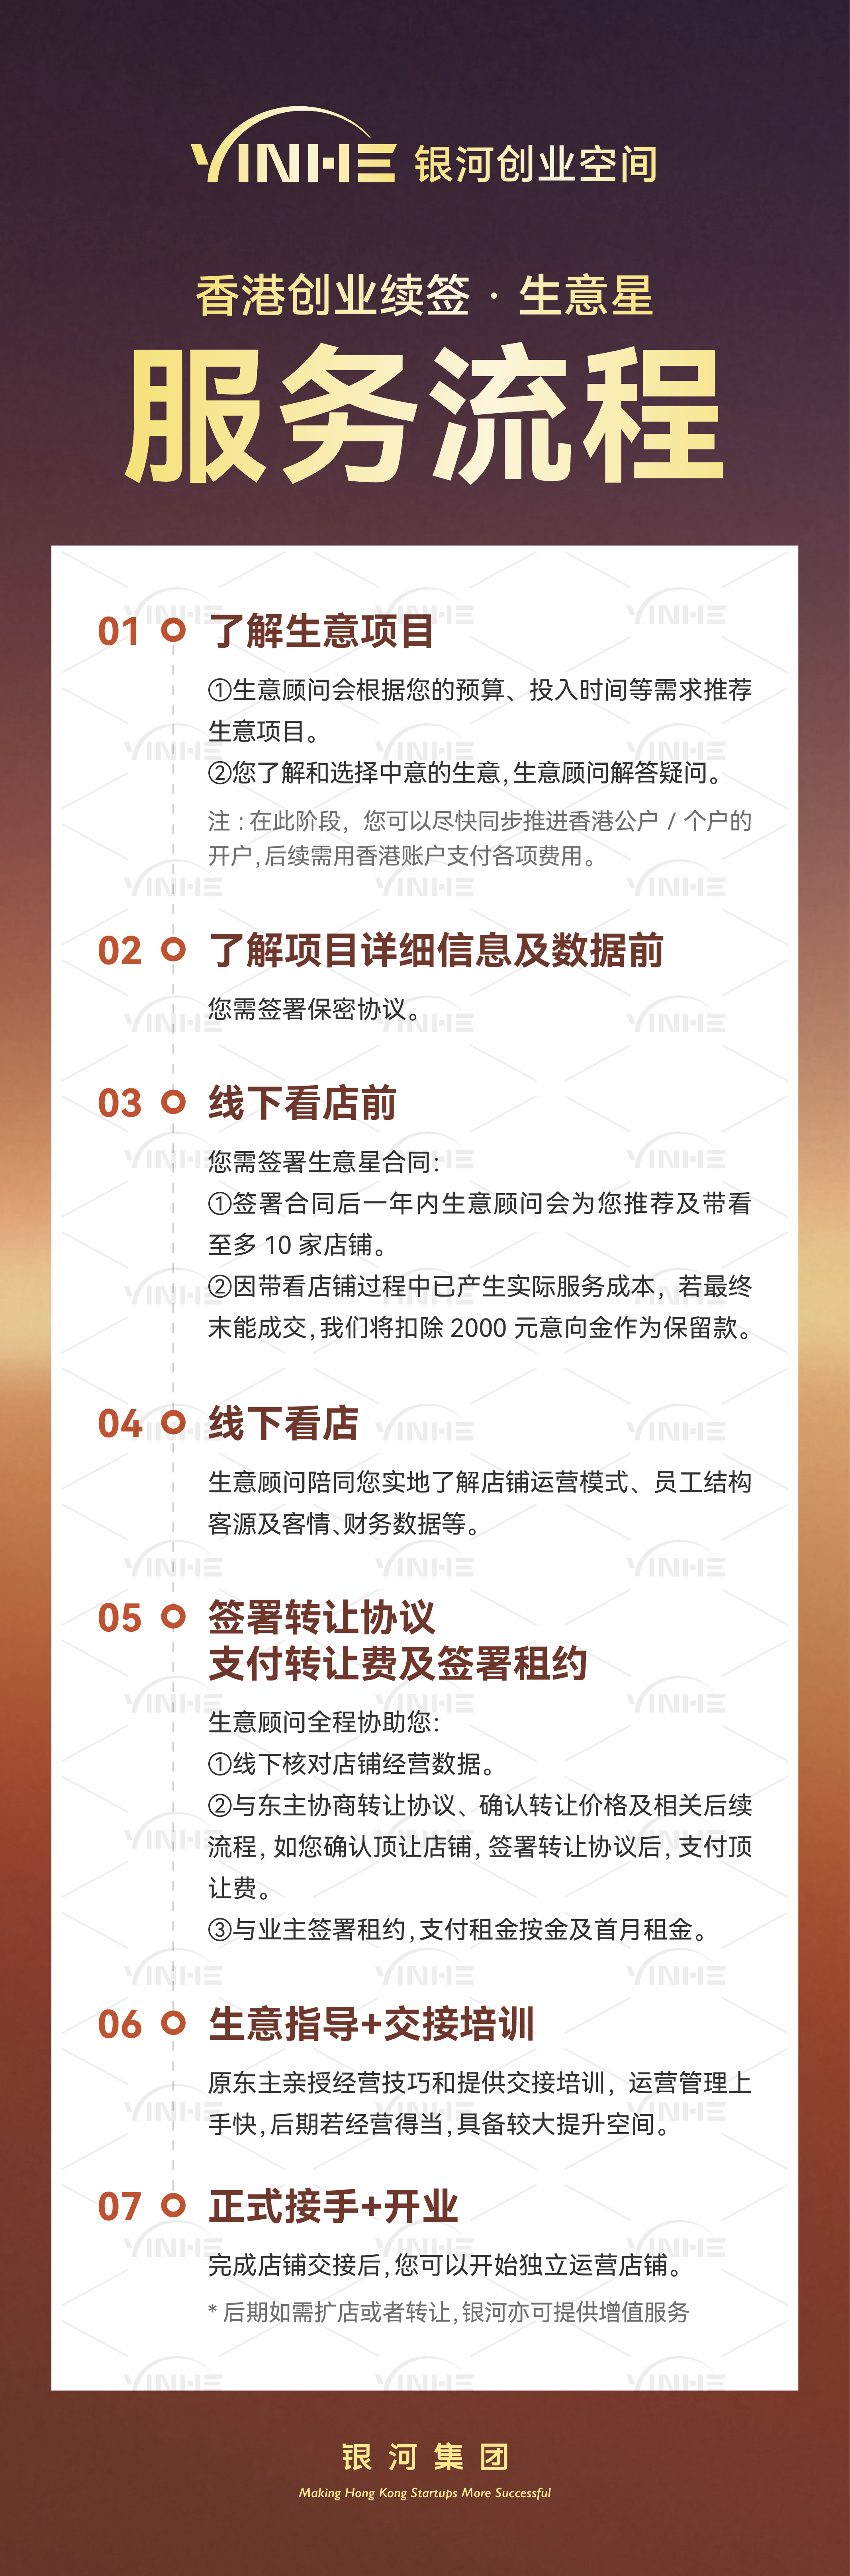 YINHE 银河创业空间
香港创业续签 · 生意星
服务流程
01 了解生意项目
①生意顾问会根据您的预算、投入时间等需求推荐
生意项目。
②您了解和选择中意的生意,生意顾问解答疑问。
注：在此阶段，您可以尽快同步推进香港公户 / 个户的
开户,后续需用香港账户支付各项费用。
02 了解项目详细信息及数据前
您需签署保密协议。
03 线下看店前
您需签署生意星合同：
①签署合同后一年内生意顾问会为您推荐及带看
至多 10 家店铺。
②因带看店铺过程中已产生实际服务成本，若最终
末能成交,我们将扣除 2000 元意向金作为保留款。
04 线下看店
生意顾问陪同您实地了解店铺运营模式、员工结构
客源及客情、财务数据等。
05 签署转让协议
支付转让费及签署租约
生意顾问全程协助您：
①线下核对店铺经营数据。
②与东主协商转让协议、确认转让价格及相关后续
流程，如您确认顶让店铺，签署转让协议后，支付顶
让费。
③与业主签署租约,支付租金按金及首月租金。
06 生意指导+交接培训
原东主亲授经营技巧和提供交接培训，运营管理上
手快,后期若经营得当,具备较大提升空间。
07 正式接手+开业
完成店铺交接后,您可以开始独立运营店铺。
* 后期如需扩店或者转让,银河亦可提供增值服务
银河集团
Making Hong Kong Startups More Successful